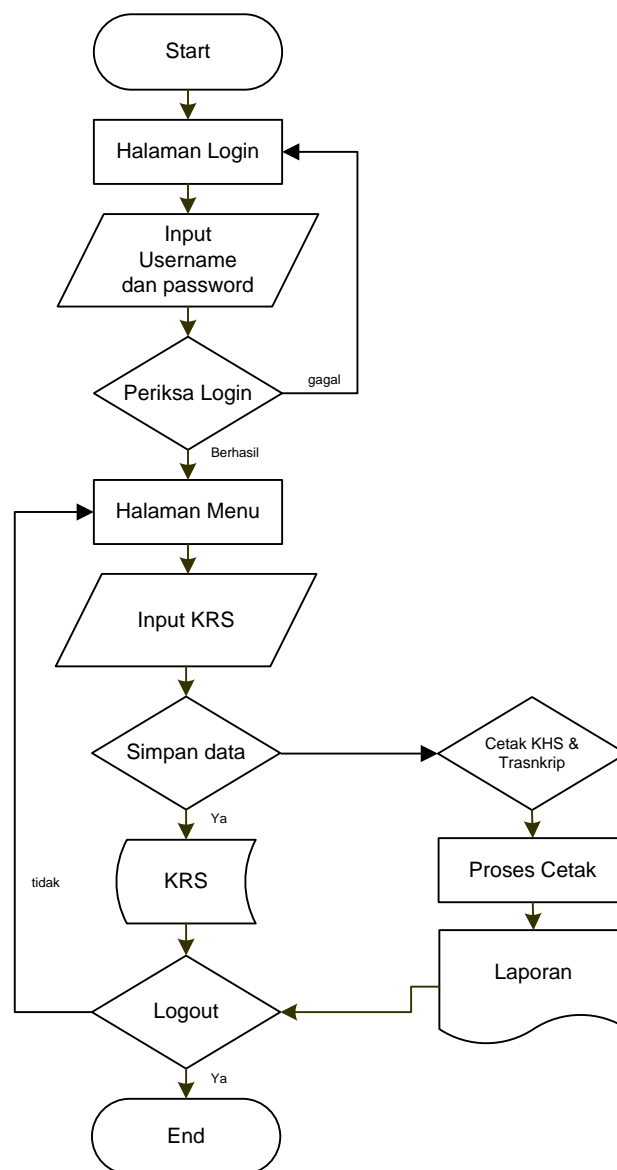 Start
Halaman Login
Input
Username
dan password
Periksa Login
gagal
Berhasil
Halaman Menu
Input KRS
Simpan data
Cetak KHS &
Trasnkrip
Ya
KRS
Proses Cetak
tidak
Laporan
Logout
Ya
End